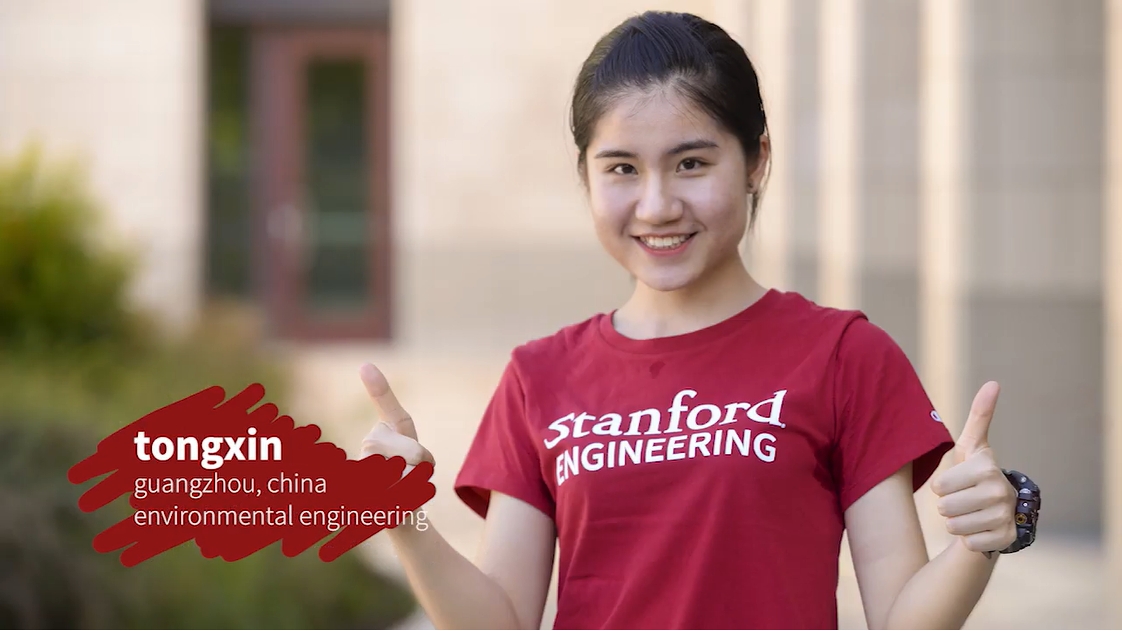 tongxin
guangzhou, china
environmental engineering
Stanford
ENGINEERING